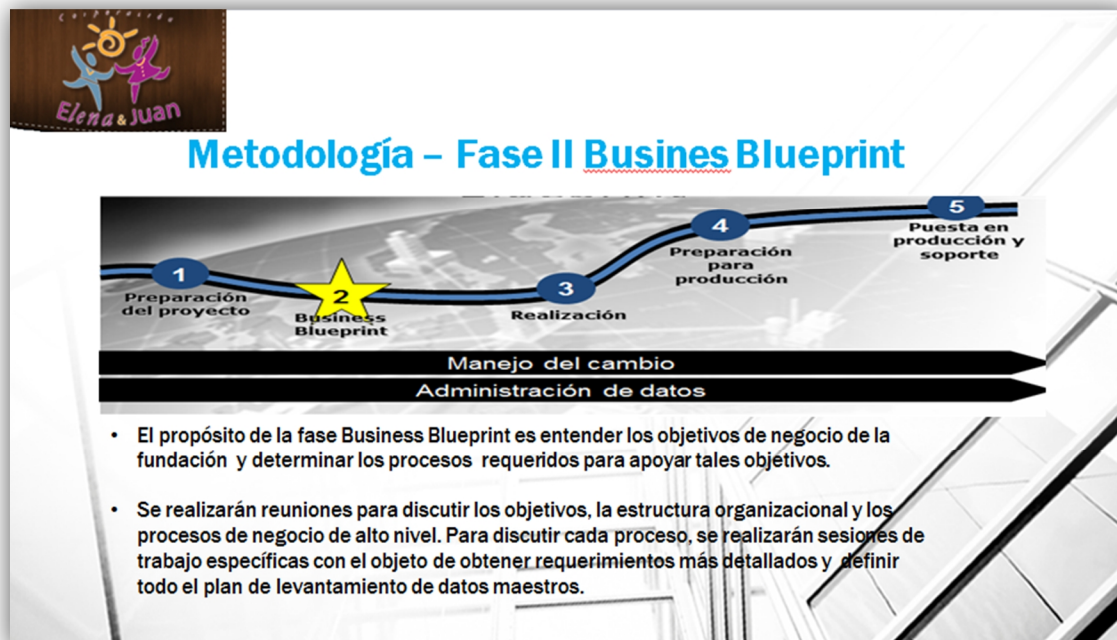 Corporación
Elena & Juan
Metodología – Fase II Busines Blueprint
1
Preparación
del proyecto
2
Business
Blueprint
3
Realización
4
Preparación
para
producción
5
Puesta en
producción y
soporte
Manejo del cambio
Administración de datos
• El propósito de la fase Business Blueprint es entender los objetivos de negocio de la
fundación y determinar los procesos requeridos para apoyar tales objetivos.
• Se realizarán reuniones para discutir los objetivos, la estructura organizacional y los
procesos de negocio de alto nivel. Para discutir cada proceso, se realizarán sesiones de
trabajo específicas con el objeto de obtener requerimientos más detallados y definir
todo el plan de levantamiento de datos maestros.